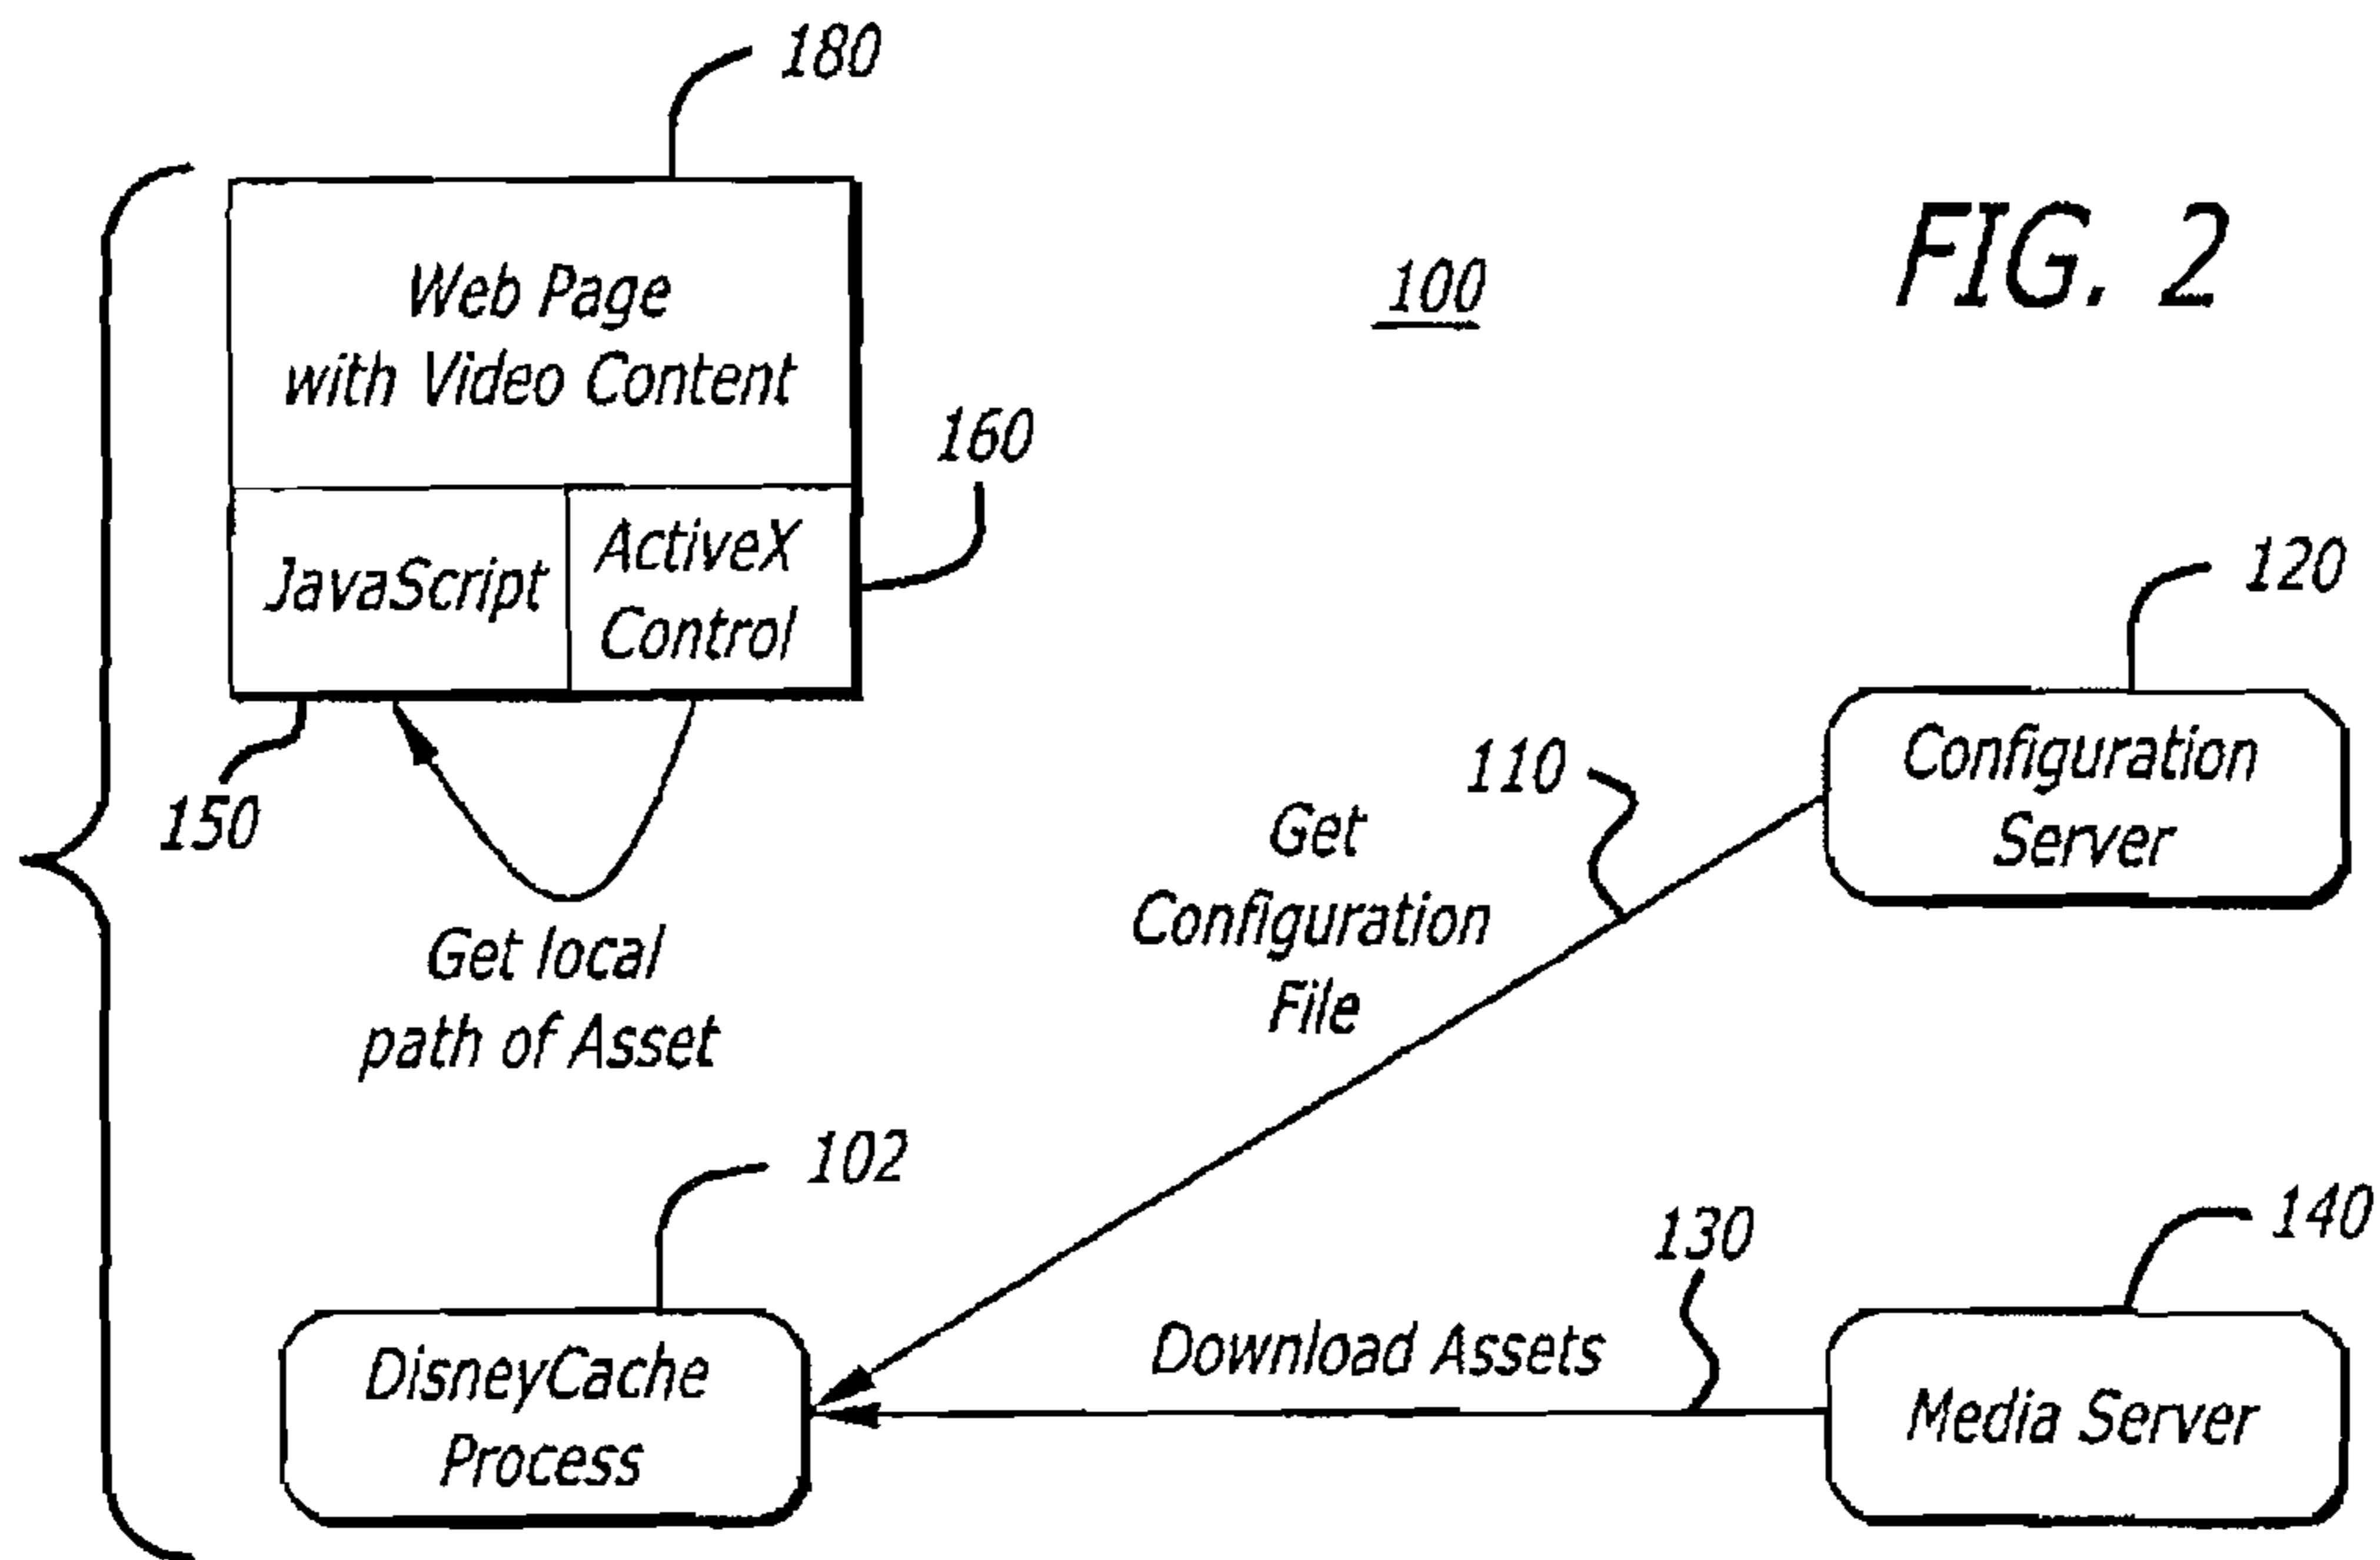 180
FIG. 2
100
Web Page
with Video Content
160
JavaScript
ActiveX
Control
150
Get local
path of Asset
120
Configuration
Server
110
Get
Configuration
File
102
DisneyCache
Process
130
Download Assets
140
Media Server